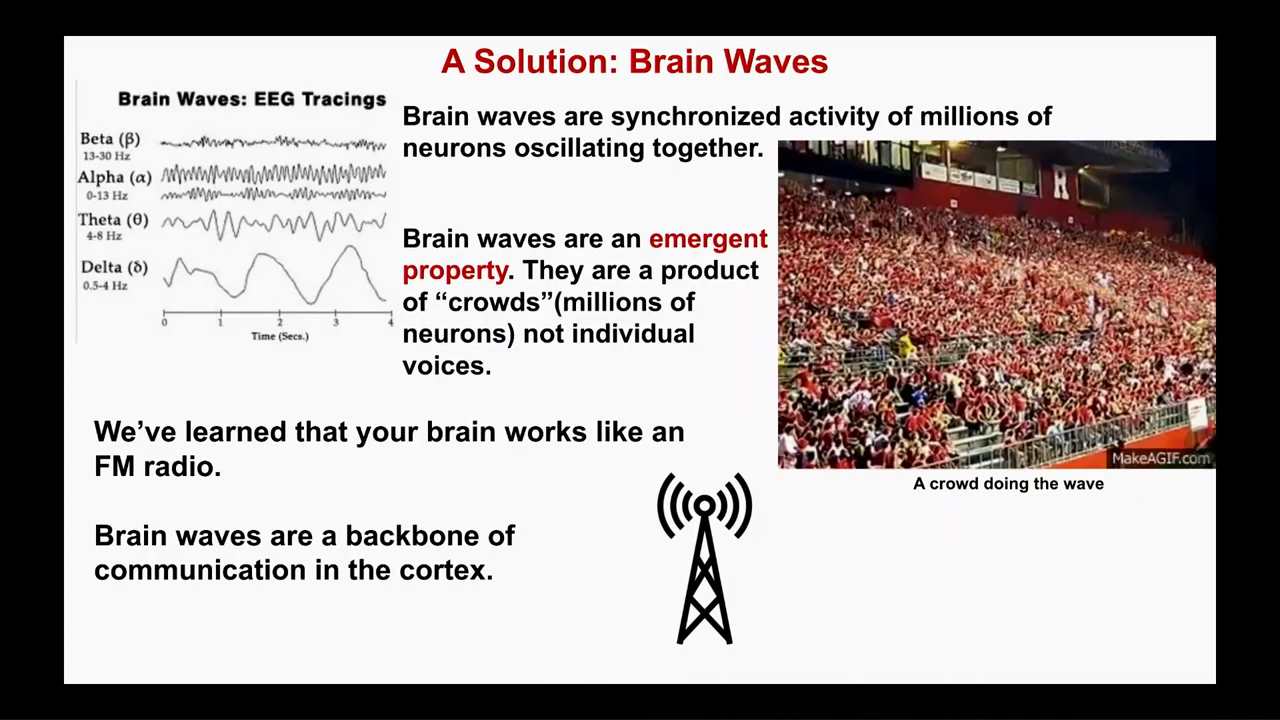 A Solution: Brain Waves
Brain Waves: EEG Tracings
Beta (β)
13-30 Hz
Alpha (α)
0-13 Hz
Theta (θ)
4-8 Hz
Delta (δ)
0.5-4 Hz
0 1 2 3 4
Time (Secs.)
Brain waves are synchronized activity of millions of
neurons oscillating together.
Brain waves are an emergent
property. They are a product
of “crowds”(millions of
neurons) not individual
voices.
R
MakeAGIF.com
A crowd doing the wave
We’ve learned that your brain works like an
FM radio.
Brain waves are a backbone of
communication in the cortex.